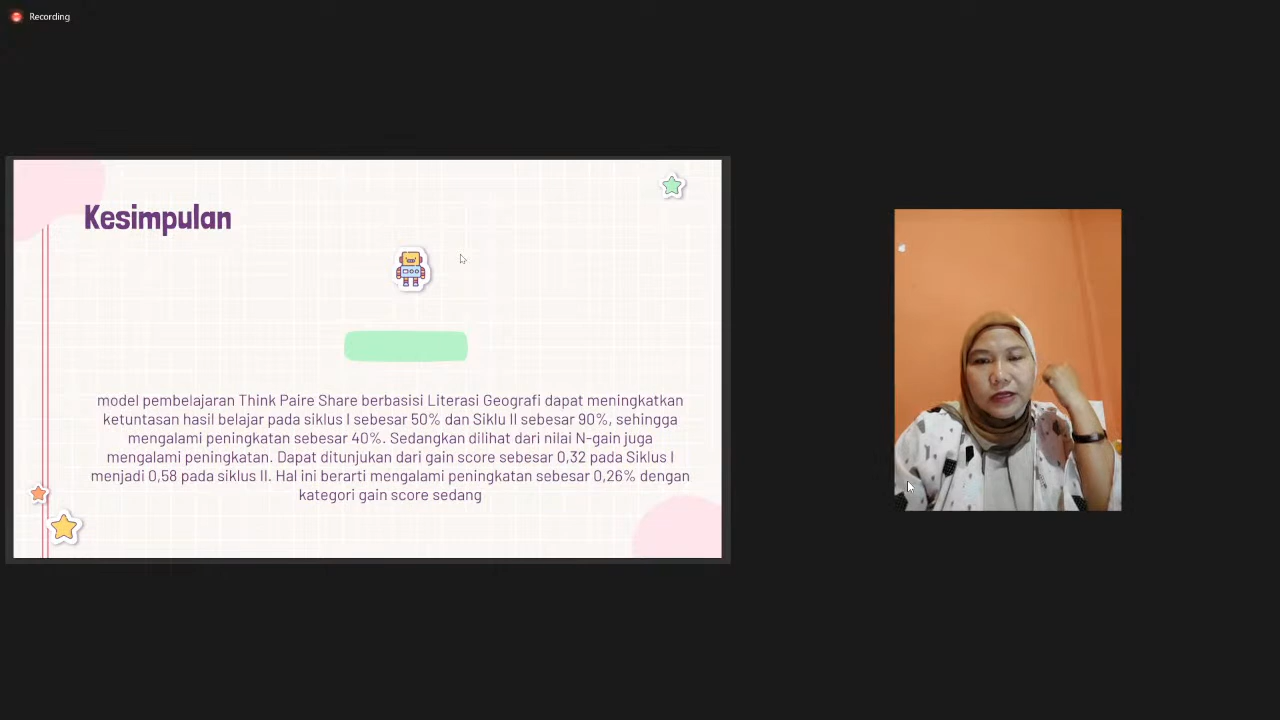 Recording
Kesimpulan
model pembelajaran Think Paire Share berbasisi Literasi Geografi dapat meningkatkan
ketuntasan hasil belajar pada siklus I sebesar 50% dan Siklu II sebesar 90%, sehingga
mengalami peningkatan sebesar 40%. Sedangkan dilihat dari nilai N-gain juga
mengalami peningkatan. Dapat ditunjukan dari gain score sebesar 0,32 pada Siklus I
menjadi 0,58 pada siklus II. Hal ini berarti mengalami peningkatan sebesar 0,26% dengan
kategori gain score sedang